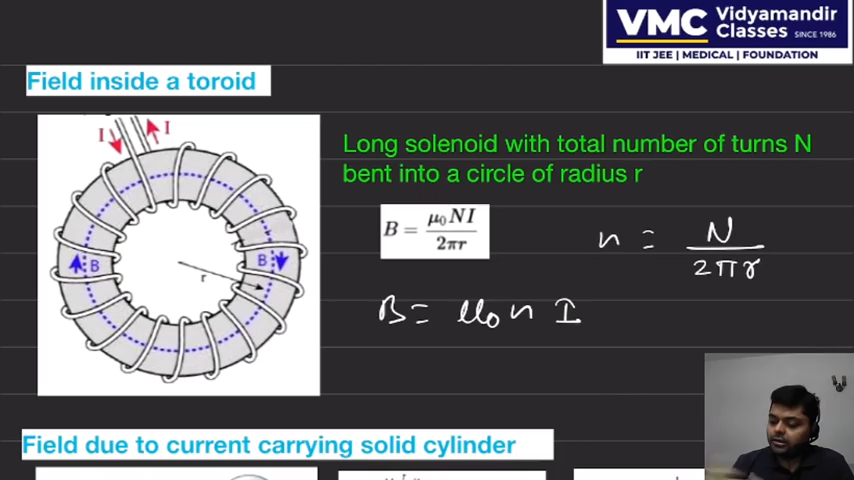 VMC Vidyamandir Classes SINCE 1986
IIT JEE | MEDICAL | FOUNDATION
Field inside a toroid
I I
Long solenoid with total number of turns N
bent into a circle of radius r
B = μ₀NI / 2πr
n = N / 2πr
B B
r
B = μ₀ n I
Field due to current carrying solid cylinder